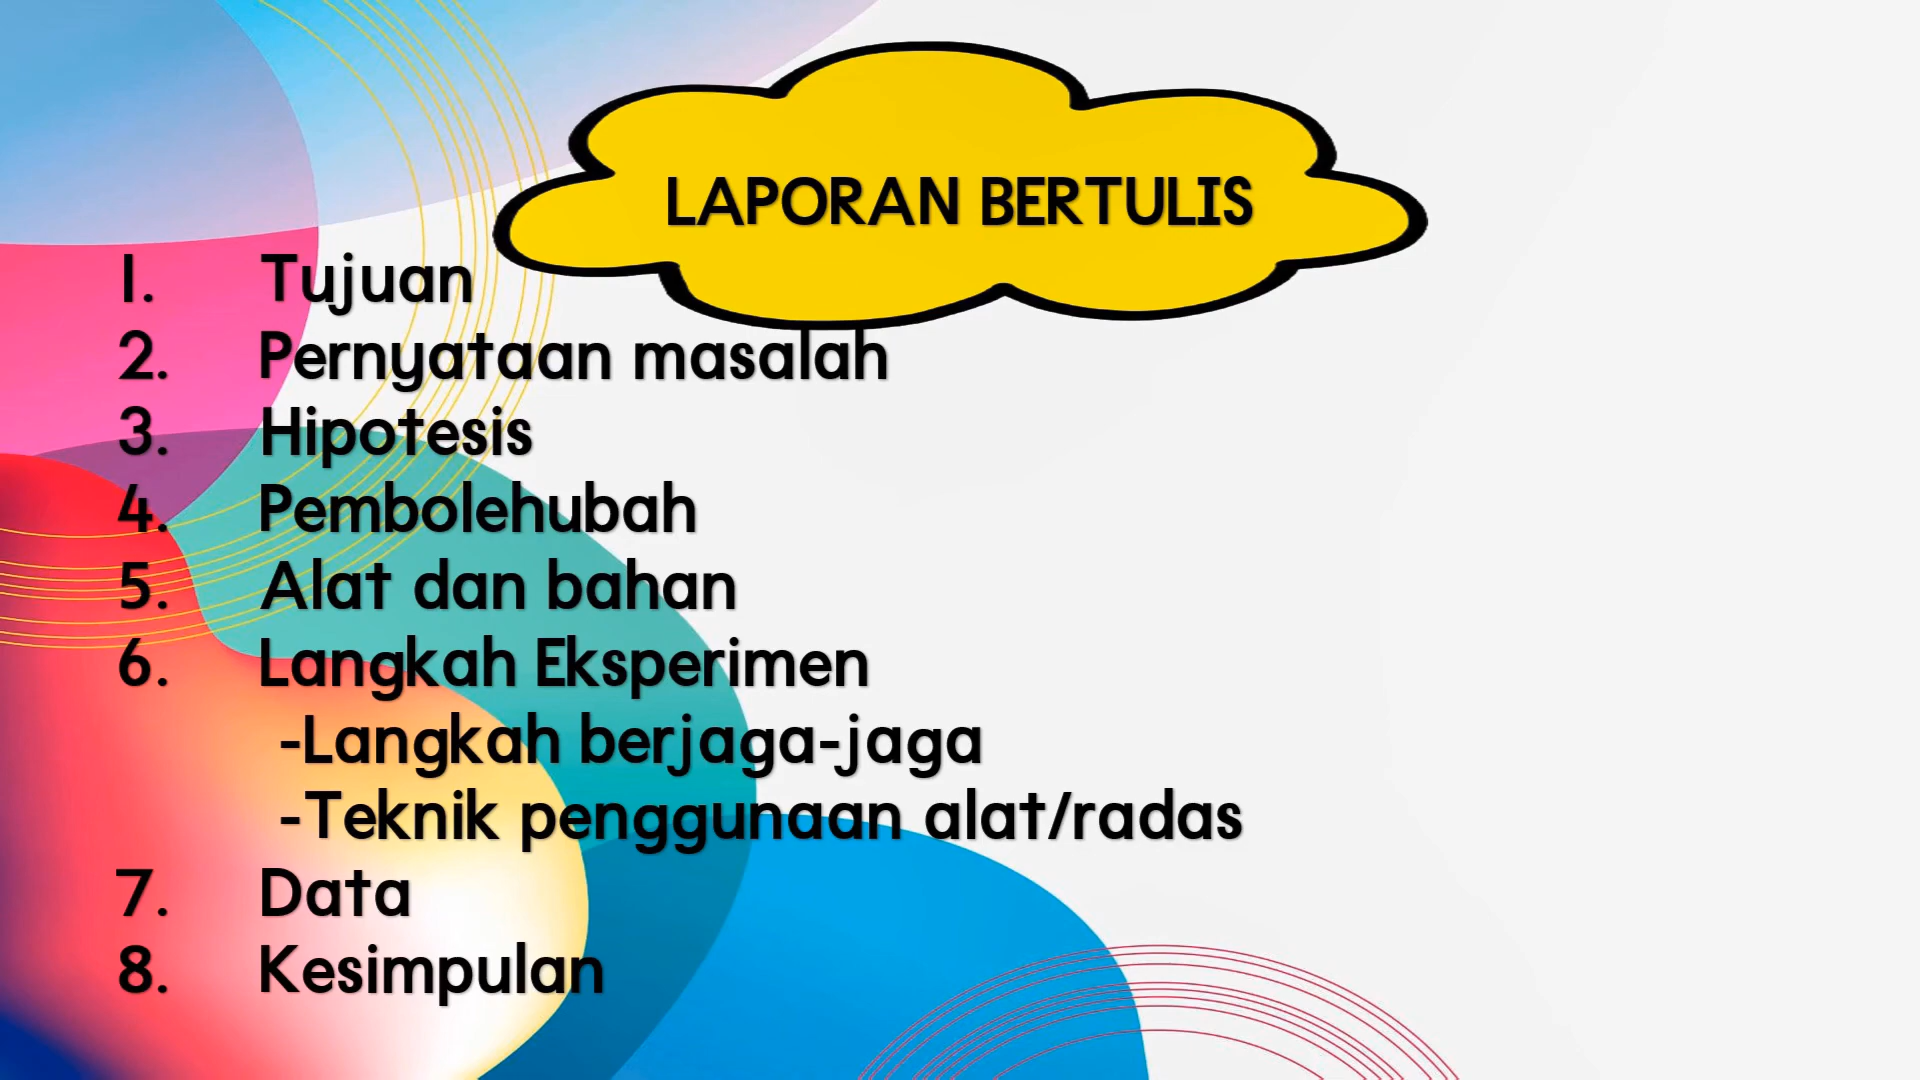 LAPORAN BERTULIS
1. Tujuan
2. Pernyataan masalah
3. Hipotesis
4. Pembolehubah
5. Alat dan bahan
6. Langkah Eksperimen
-Langkah berjaga-jaga
-Teknik penggunaan alat/radas
7. Data
8. Kesimpulan